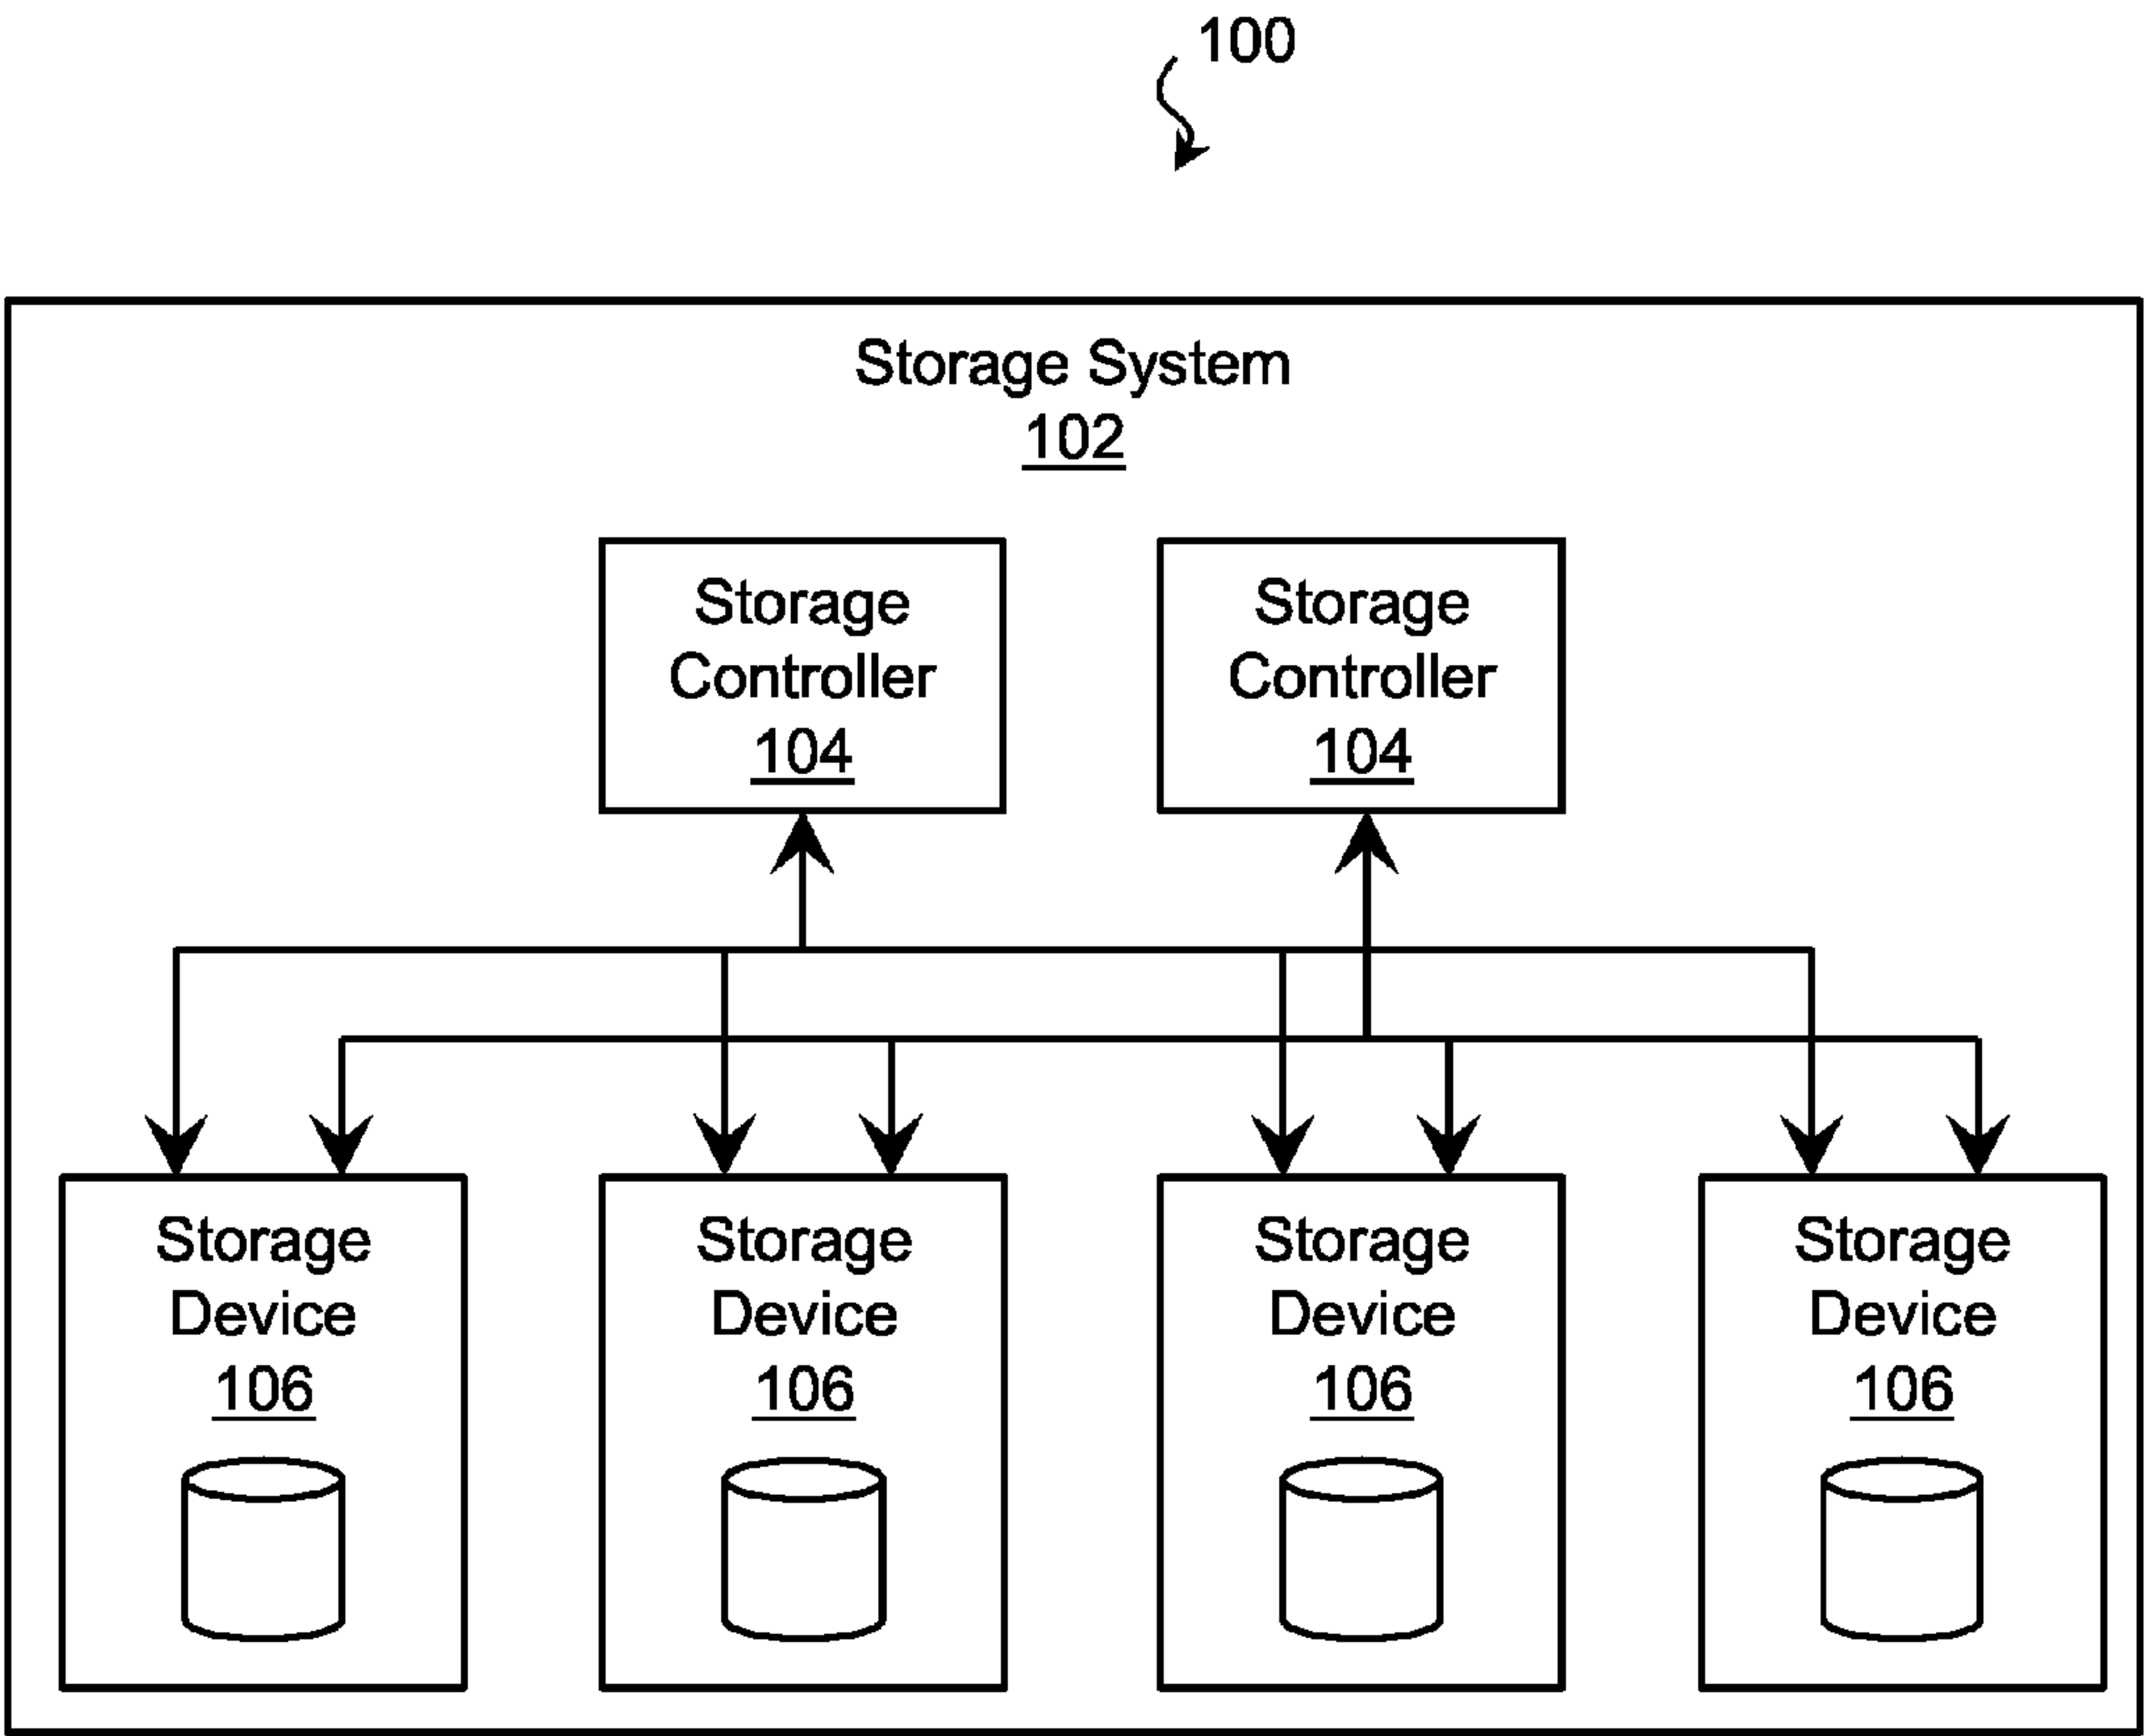 100
Storage System
102
Storage
Controller
104
Storage
Controller
104
Storage
Device
106
Storage
Device
106
Storage
Device
106
Storage
Device
106